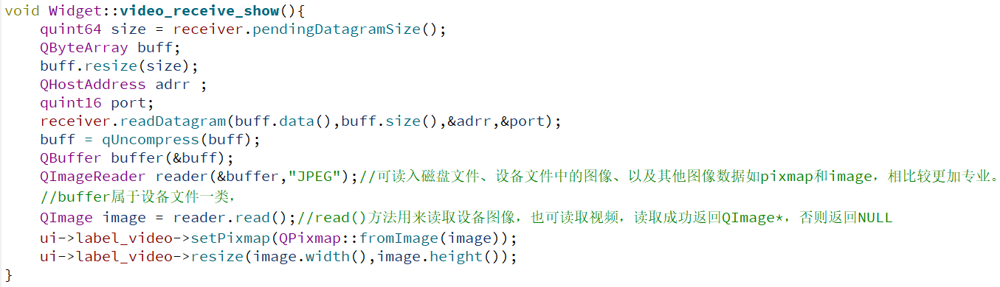 void Widget::video_receive_show(){
    quint64 size = receiver.pendingDatagramSize();
    QByteArray buff;
    buff.resize(size);
    QHostAddress adrr ;
    quint16 port;
    receiver.readDatagram(buff.data(),buff.size(),&adrr,&port);
    buff = qUncompress(buff);
    QBuffer buffer(&buff);
    QImageReader reader(&buffer,"JPEG");//可读入磁盘文件、设备文件中的图像、以及其他图像数据如pixmap和image，相比较更加专业。
    //buffer属于设备文件一类，
    QImage image = reader.read();//read()方法用来读取设备图像，也可读取视频，读取成功返回QImage*，否则返回NULL
    ui->label_video->setPixmap(QPixmap::fromImage(image));
    ui->label_video->resize(image.width(),image.height());
}